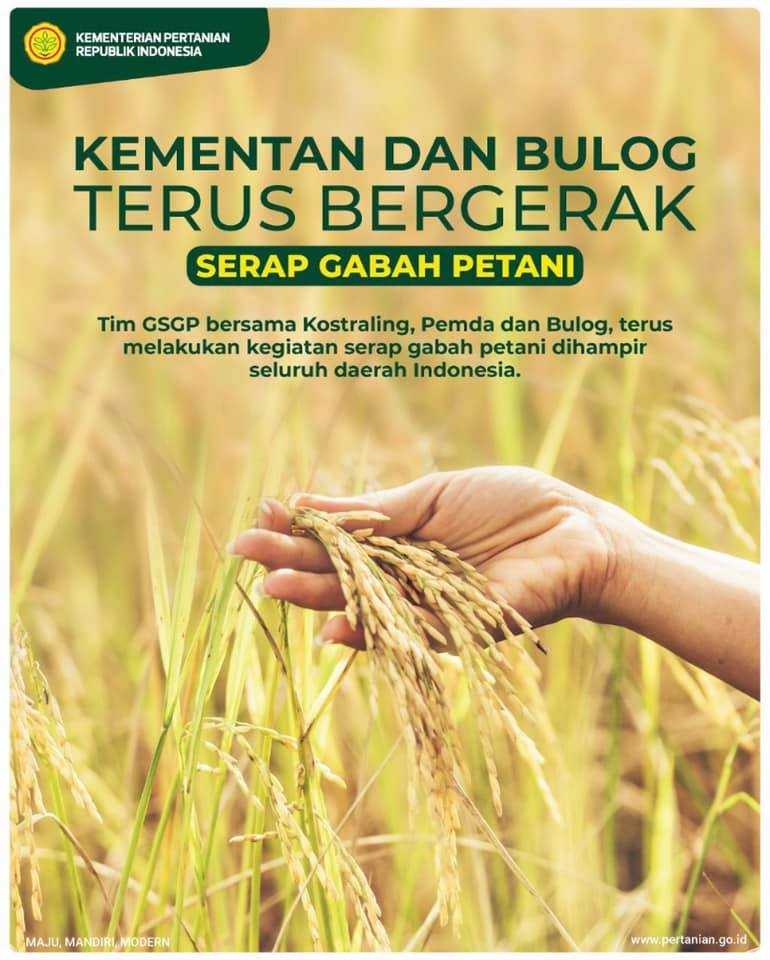 KEMENTERIAN PERTANIAN
REPUBLIK INDONESIA
KEMENTAN DAN BULOG
TERUS BERGERAK
SERAP GABAH PETANI
Tim GSGP bersama Kostraling, Pemda dan Bulog, terus
melakukan kegiatan serap gabah petani dihampir
seluruh daerah Indonesia.
MAJU, MANDIRI, MODERN
www.pertanian.go.id